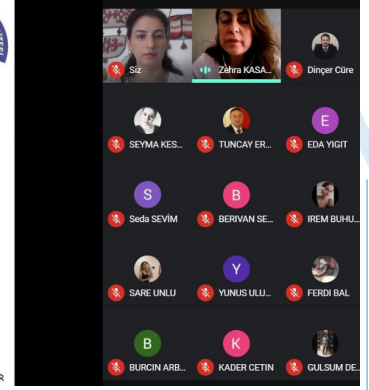 Siz
Zehra KASA...
Dinçer Cüre
SEYMA KES...
TUNCAY ER...
E
EDA YIGIT
S
Seda SEVİM
B
BERIVAN SE...
IREM BUHU...
SARE UNLU
Y
YUNUS ULU...
FERDI BAL
B
BURCIN ARB...
K
KADER CETIN
GULSUM DE...
R